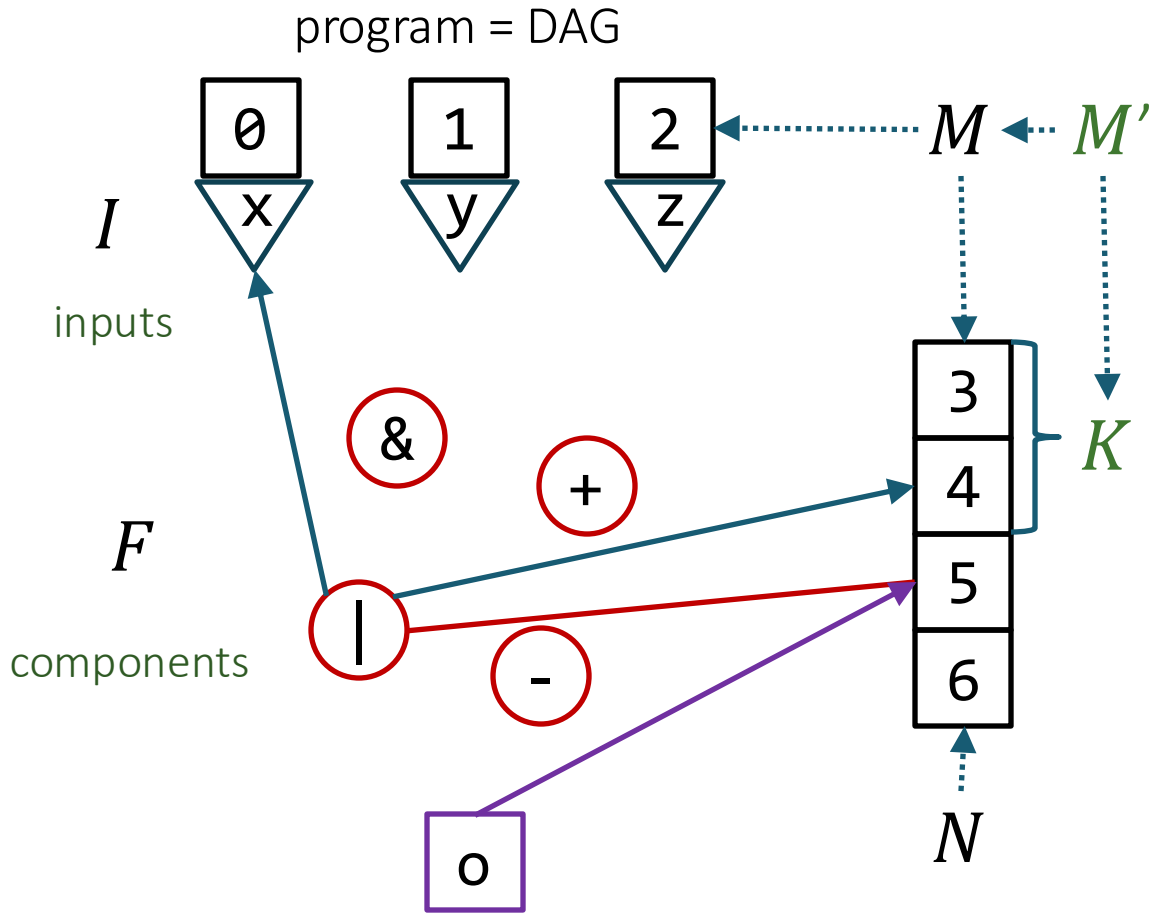 program = DAG
0 1 2 M M’
x y z
I
inputs
3
&
K
+ 4
F
5
|
components
-
6
N
o